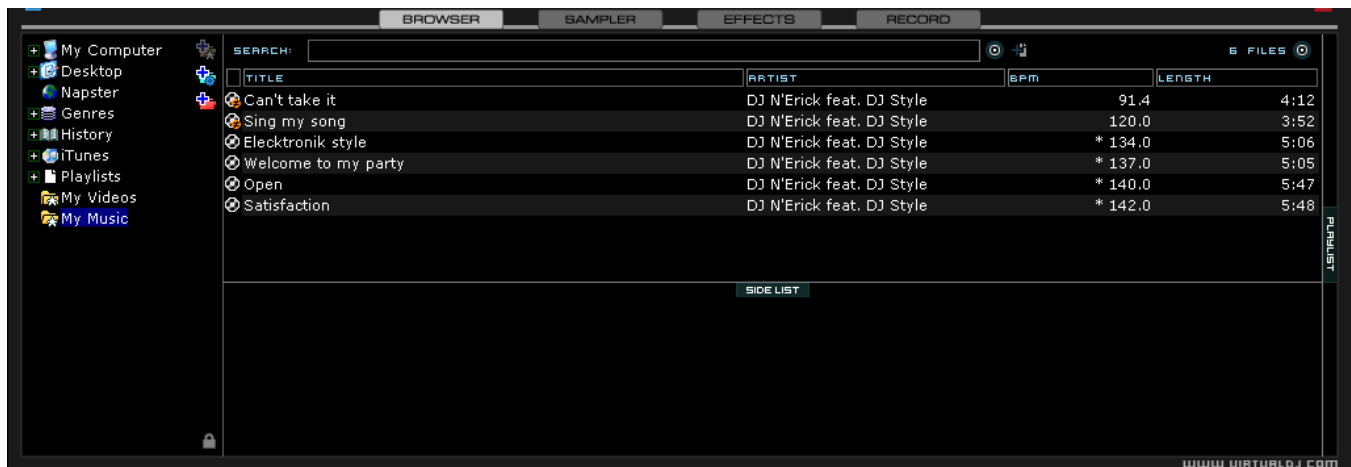 BROWSER SAMPLER EFFECTS RECORD
My Computer
Desktop
Napster
Genres
History
iTunes
Playlists
My Videos
My Music
SEARCH: 6 FILES
TITLE ARTIST BPM LENGTH
Can't take it DJ N'Erick feat. DJ Style 91.4 4:12
Sing my song DJ N'Erick feat. DJ Style 120.0 3:52
Elecktronik style DJ N'Erick feat. DJ Style * 134.0 5:06
Welcome to my party DJ N'Erick feat. DJ Style * 137.0 5:05
Open DJ N'Erick feat. DJ Style * 140.0 5:47
Satisfaction DJ N'Erick feat. DJ Style * 142.0 5:48
PLAYLIST
SIDE LIST
WWW.VIRTUALDJ.COM